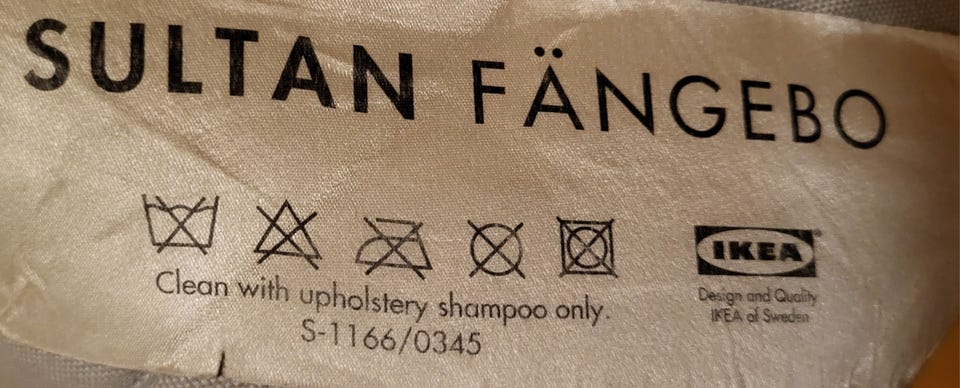 SULTAN FÄNGEBO
Clean with upholstery shampoo only.
S-1166/0345
IKEA®
Design and Quality
IKEA of Sweden